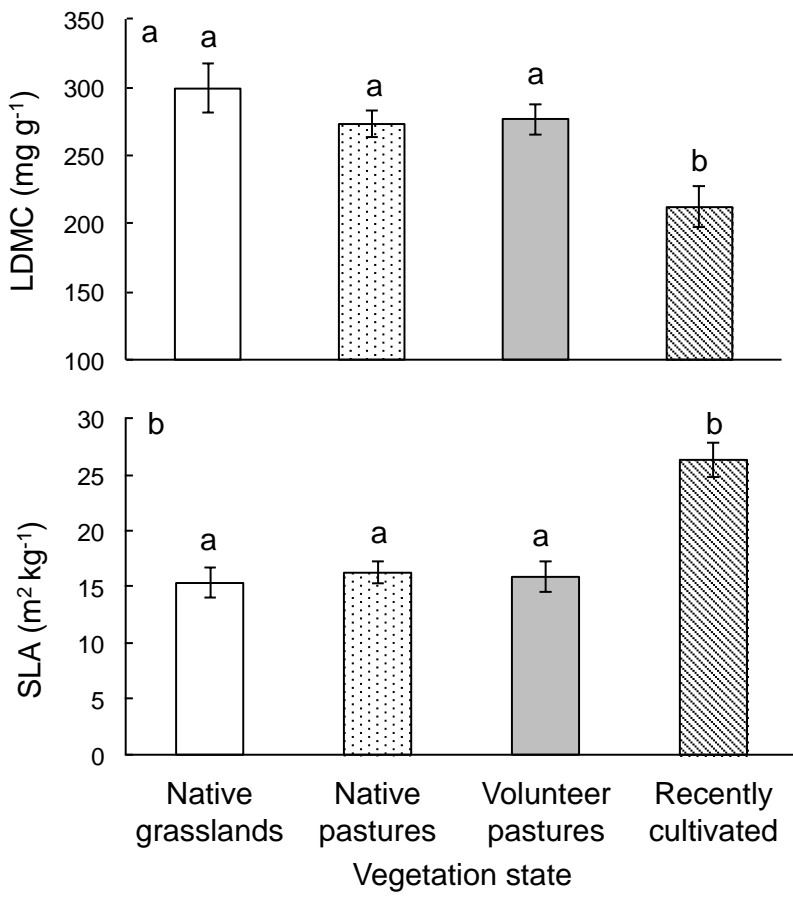 350
300
250
200
150
100
LDMC (mg g-1)
a
a
a
a
b
30
25
20
15
10
5
0
SLA (m2 kg-1)
b
a
a
a
b
Native
grasslands
Native
pastures
Volunteer
pastures
Recently
cultivated
Vegetation state